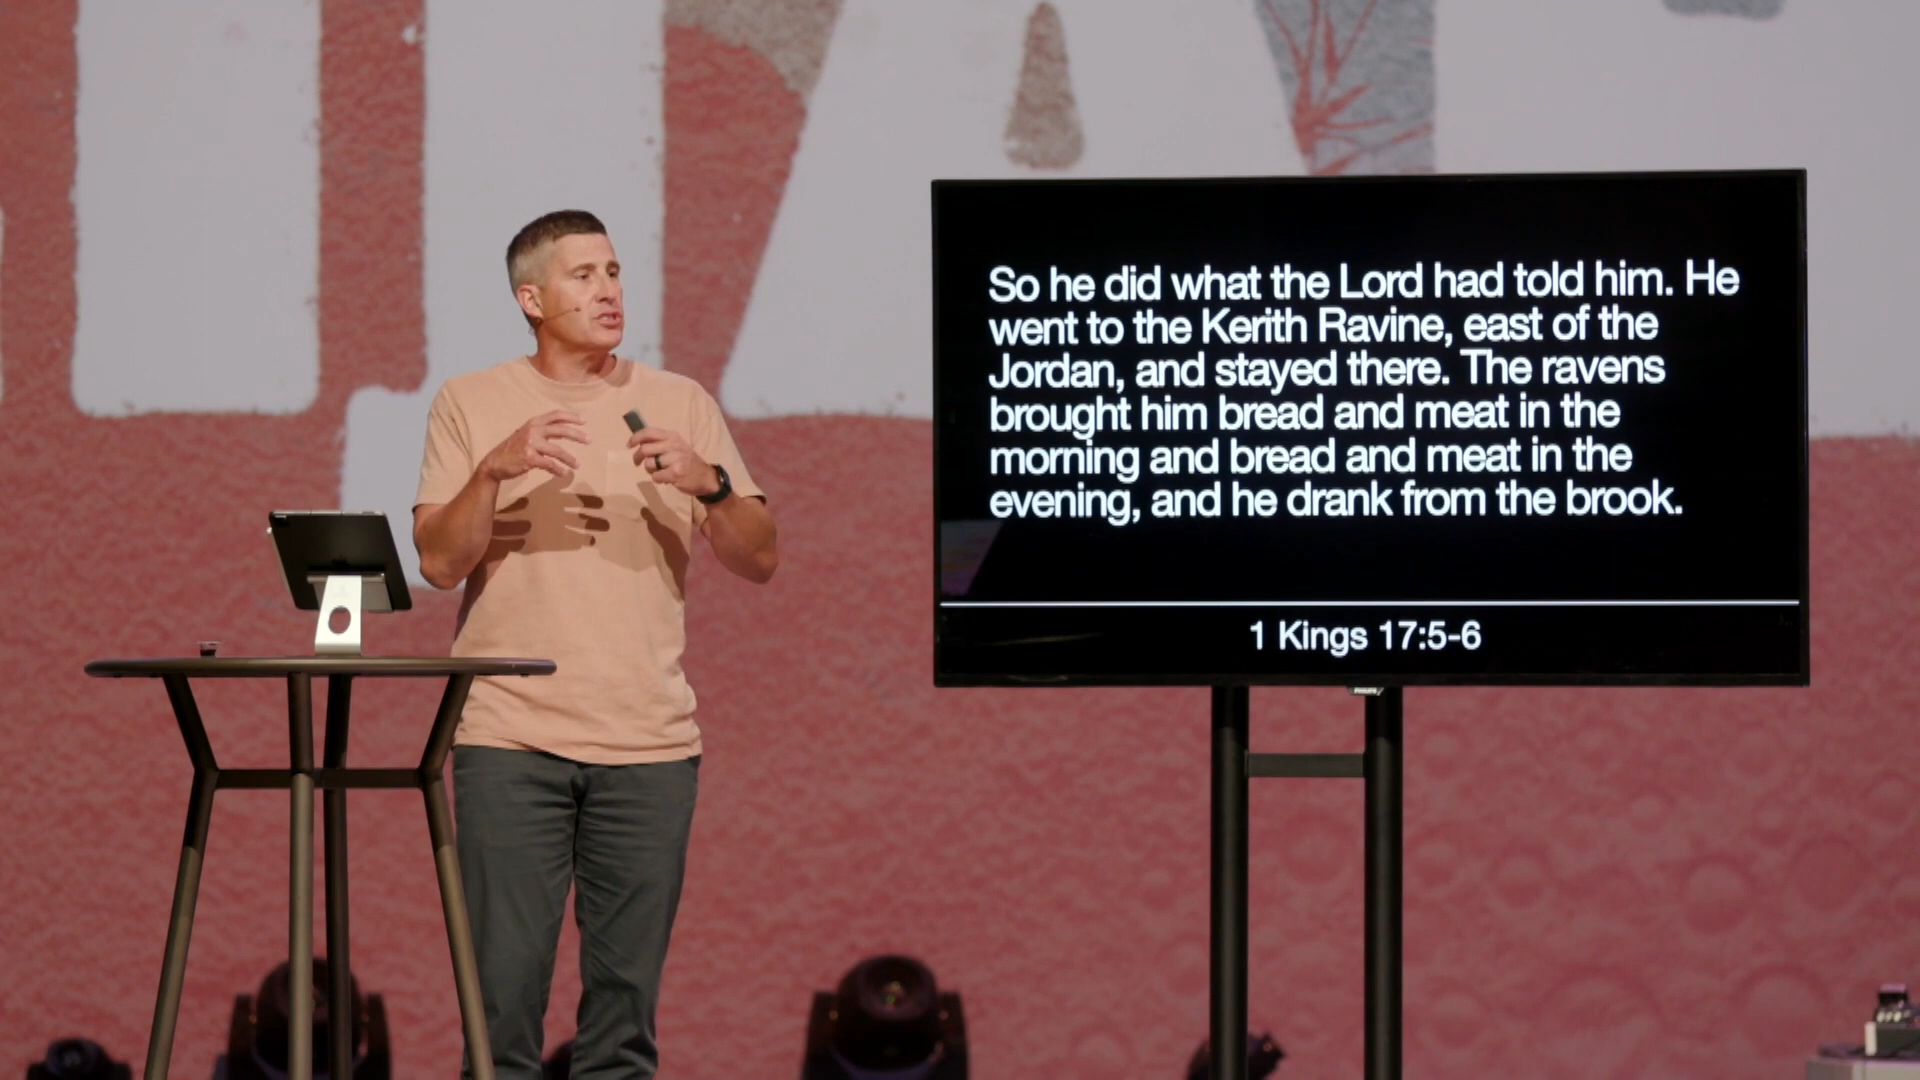 So he did what the Lord had told him. He
went to the Kerith Ravine, east of the
Jordan, and stayed there. The ravens
brought him bread and meat in the
morning and bread and meat in the
evening, and he drank from the brook.
1 Kings 17:5-6
PHILIPS